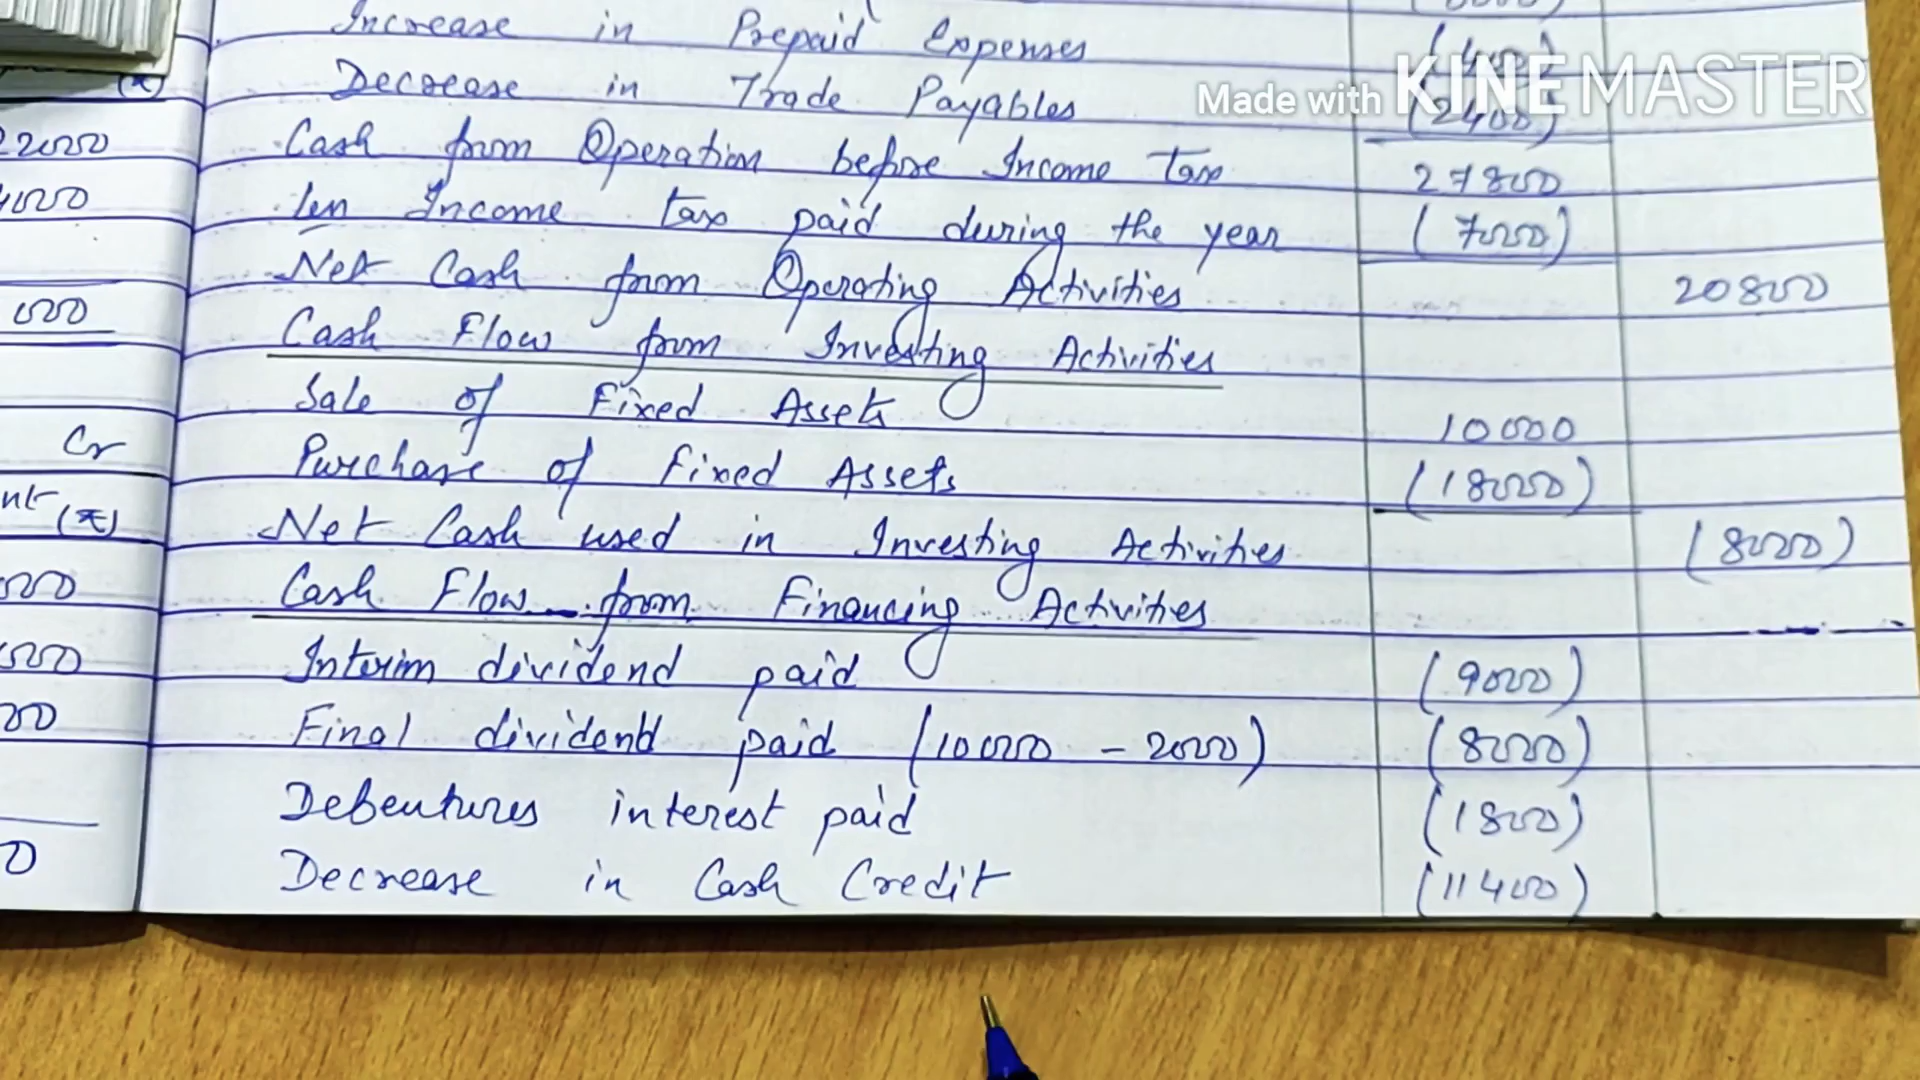 Increase in Prepaid Expenses (400)
Made with KINEMASTER
Decrease in Trade Payables (2400)
Cash from Operation before Income Tax 27800
Less Income tax paid during the year (7000)
Net Cash from Operating Activities 20800
Cash Flow from Investing Activities
Sale of Fixed Assets 10000
Purchase of Fixed Assets (18000)
Net Cash used in Investing Activities (8000)
Cash Flow from Financing Activities
Interim dividend paid (9000)
Final dividend paid (10000 - 2000) (8000)
Debentures interest paid (1800)
Decrease in Cash Credit (11400)
(₹)
Cr
(₹)